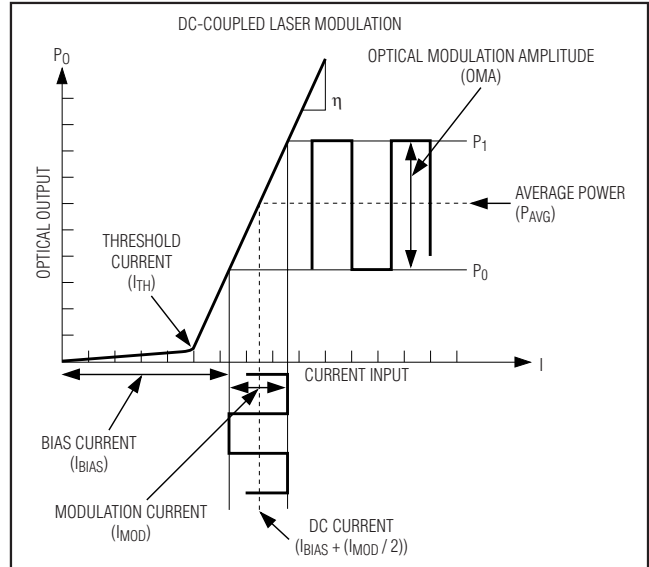 DC-COUPLED LASER MODULATION
PO
OPTICAL MODULATION AMPLITUDE
(OMA)
η
P1
OPTICAL OUTPUT
AVERAGE POWER
(PAVG)
THRESHOLD
CURRENT
(ITH)
P0
I
CURRENT INPUT
BIAS CURRENT
(IBIAS)
MODULATION CURRENT
(IMOD)
DC CURRENT
(IBIAS + (IMOD / 2))